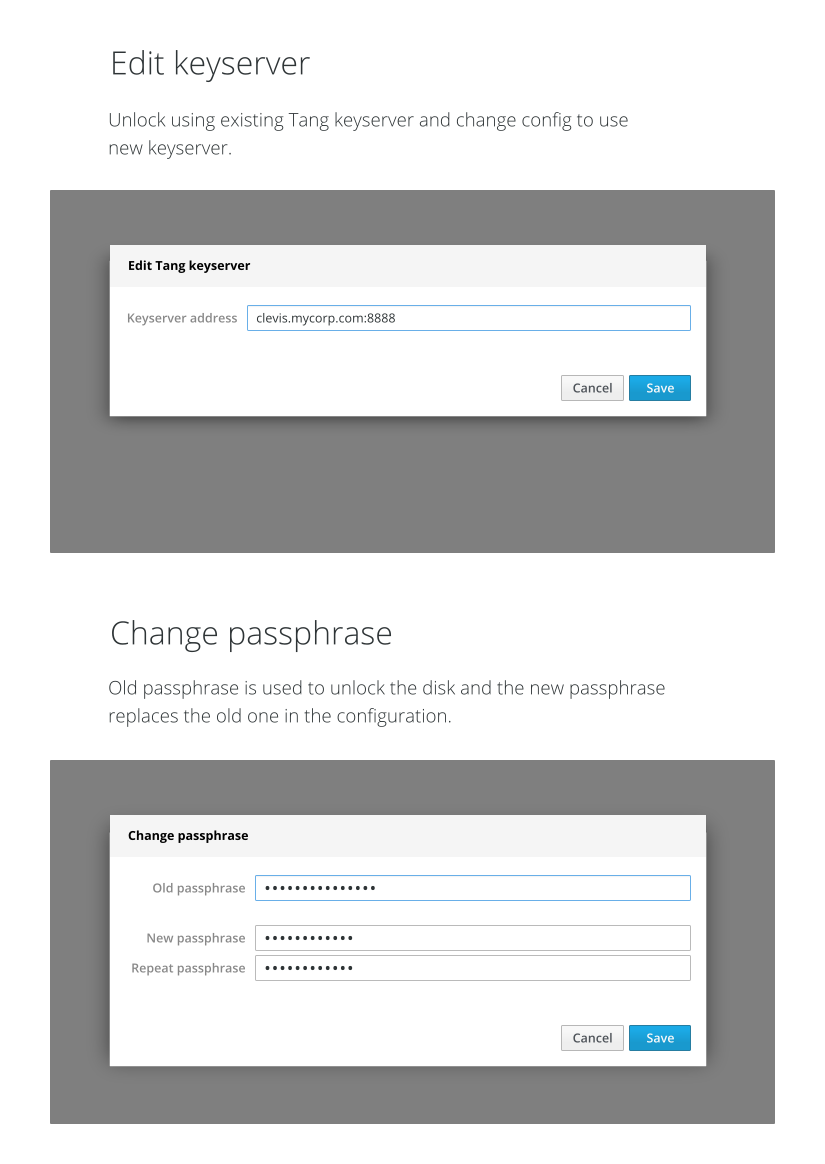 Edit keyserver
Unlock using existing Tang keyserver and change config to use
new keyserver.
Edit Tang keyserver
Keyserver address clevis.mycorp.com:8888
Cancel Save
Change passphrase
Old passphrase is used to unlock the disk and the new passphrase
replaces the old one in the configuration.
Change passphrase
Old passphrase •••••••••••••••
New passphrase ••••••••••••
Repeat passphrase ••••••••••••
Cancel Save